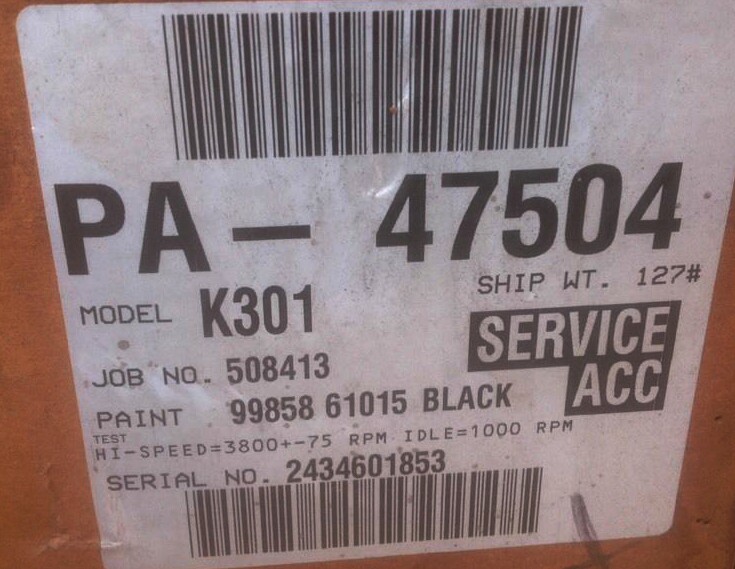 PA - 47504
SHIP WT. 127#
MODEL K301
SERVICE
JOB NO. 508413
ACC
PAINT 99858 61015 BLACK
TEST
HI-SPEED=3800+-75 RPM IDLE=1000 RPM
SERIAL NO. 2434601853